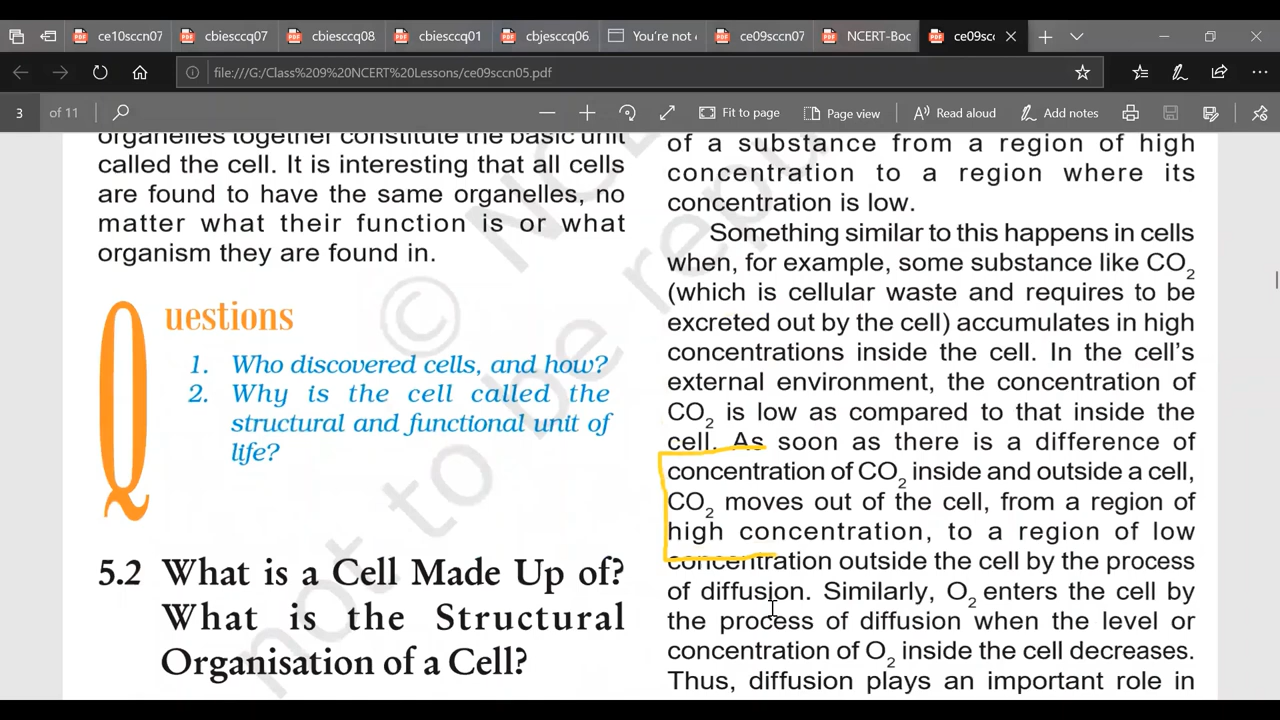 ce10sccn07
cbiesccq07
cbiesccq08
cbiesccq01
cbjesccq06
You're not
ce09sccn07
NCERT-Boc
ce09scc
file:///G:/Class%209%20NCERT%20Lessons/ce09sccn05.pdf
3 of 11
Fit to page
Page view
Read aloud
Add notes
organelles together constitute the basic unit
called the cell. It is interesting that all cells
are found to have the same organelles, no
matter what their function is or what
organism they are found in.
Questions
1. Who discovered cells, and how?
2. Why is the cell called the
structural and functional unit of
life?
5.2 What is a Cell Made Up of?
What is the Structural
Organisation of a Cell?
of a substance from a region of high
concentration to a region where its
concentration is low.
Something similar to this happens in cells
when, for example, some substance like CO₂
(which is cellular waste and requires to be
excreted out by the cell) accumulates in high
concentrations inside the cell. In the cell's
external environment, the concentration of
CO₂ is low as compared to that inside the
cell. As soon as there is a difference of
concentration of CO₂ inside and outside a cell,
CO₂ moves out of the cell, from a region of
high concentration, to a region of low
concentration outside the cell by the process
of diffusion. Similarly, O₂ enters the cell by
the process of diffusion when the level or
concentration of O₂ inside the cell decreases.
Thus, diffusion plays an important role in
© NC
not to be repu